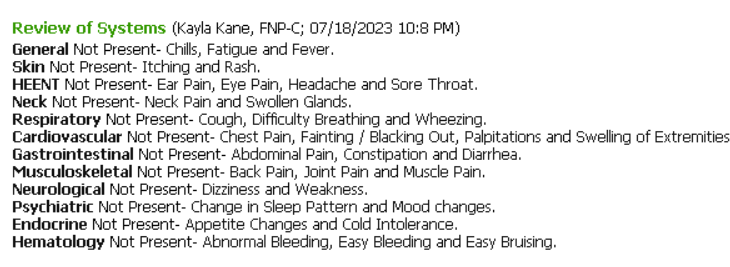 Review of Systems (Kayla Kane, FNP-C; 07/18/2023 10:8 PM)
General Not Present- Chills, Fatigue and Fever.
Skin Not Present- Itching and Rash.
HEENT Not Present- Ear Pain, Eye Pain, Headache and Sore Throat.
Neck Not Present- Neck Pain and Swollen Glands.
Respiratory Not Present- Cough, Difficulty Breathing and Wheezing.
Cardiovascular Not Present- Chest Pain, Fainting / Blacking Out, Palpitations and Swelling of Extremities
Gastrointestinal Not Present- Abdominal Pain, Constipation and Diarrhea.
Musculoskeletal Not Present- Back Pain, Joint Pain and Muscle Pain.
Neurological Not Present- Dizziness and Weakness.
Psychiatric Not Present- Change in Sleep Pattern and Mood changes.
Endocrine Not Present- Appetite Changes and Cold Intolerance.
Hematology Not Present- Abnormal Bleeding, Easy Bleeding and Easy Bruising.